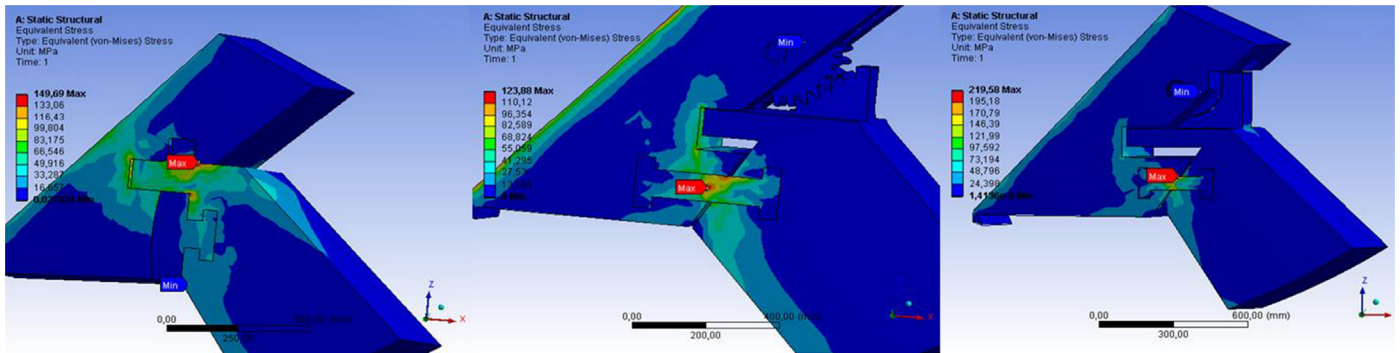 A: Static Structural
Equivalent Stress
Type: Equivalent (von-Mises) Stress
Unit: MPa
Time: 1
149,69 Max
133,06
116,43
99,804
83,175
66,546
49,916
33,287
Max
Min
0,00
250,00
Z
X
A: Static Structural
Equivalent Stress
Type: Equivalent (von-Mises) Stress
Unit: MPa
Time: 1
123,88 Max
110,12
96,354
82,589
68,824
55,059
41,295
Min
Max
0,00
400,00 (mm)
200,00
Z
X
A: Static Structural
Equivalent Stress
Type: Equivalent (von-Mises) Stress
Unit: MPa
Time: 1
219,58 Max
195,18
170,79
146,39
121,99
97,592
73,194
48,796
24,398
Min
Max
0,00
600,00 (mm)
300,00
Z